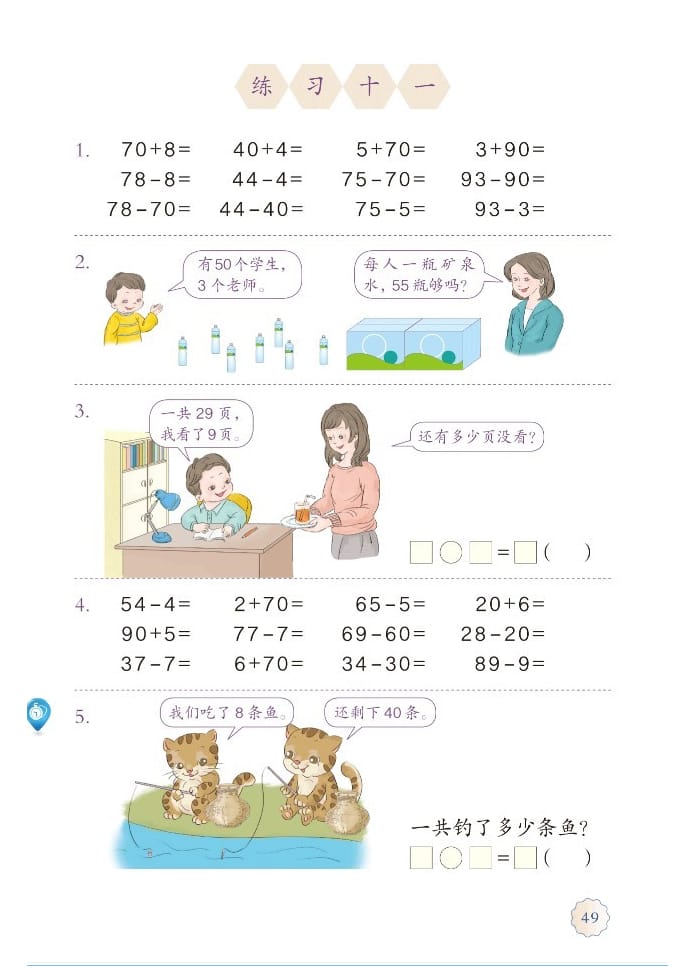 练习十一
1. 70+8= 40+4= 5+70= 3+90=
78-8= 44-4= 75-70= 93-90=
78-70= 44-40= 75-5= 93-3=
2.
有50个学生，
3个老师。
每人一瓶矿泉
水，55瓶够吗？
3.
一共29页，
我看了9页。
还有多少页没看？
□○□=□( )
4. 54-4= 2+70= 65-5= 20+6=
90+5= 77-7= 69-60= 28-20=
37-7= 6+70= 34-30= 89-9=
5.
我们吃了8条鱼。
还剩下40条。
一共钓了多少条鱼？
□○□=□( )
49